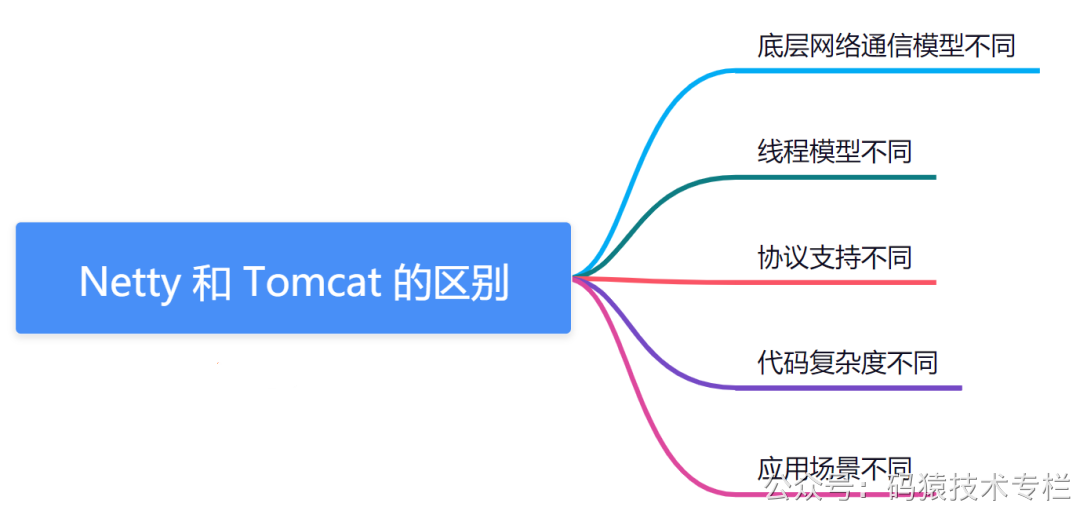 底层网络通信模型不同
线程模型不同
Netty 和 Tomcat 的区别
协议支持不同
代码复杂度不同
应用场景不同
公众号：码猿技术专栏